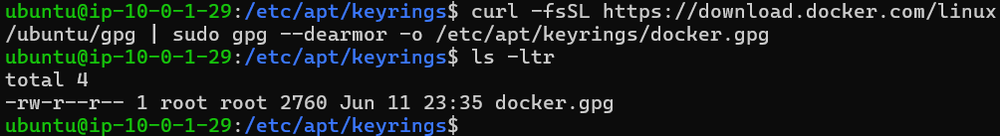 ubuntu@ip-10-0-1-29:/etc/apt/keyrings$ curl -fsSL https://download.docker.com/linux
/ubuntu/gpg | sudo gpg --dearmor -o /etc/apt/keyrings/docker.gpg
ubuntu@ip-10-0-1-29:/etc/apt/keyrings$ ls -ltr
total 4
-rw-r--r-- 1 root root 2760 Jun 11 23:35 docker.gpg
ubuntu@ip-10-0-1-29:/etc/apt/keyrings$